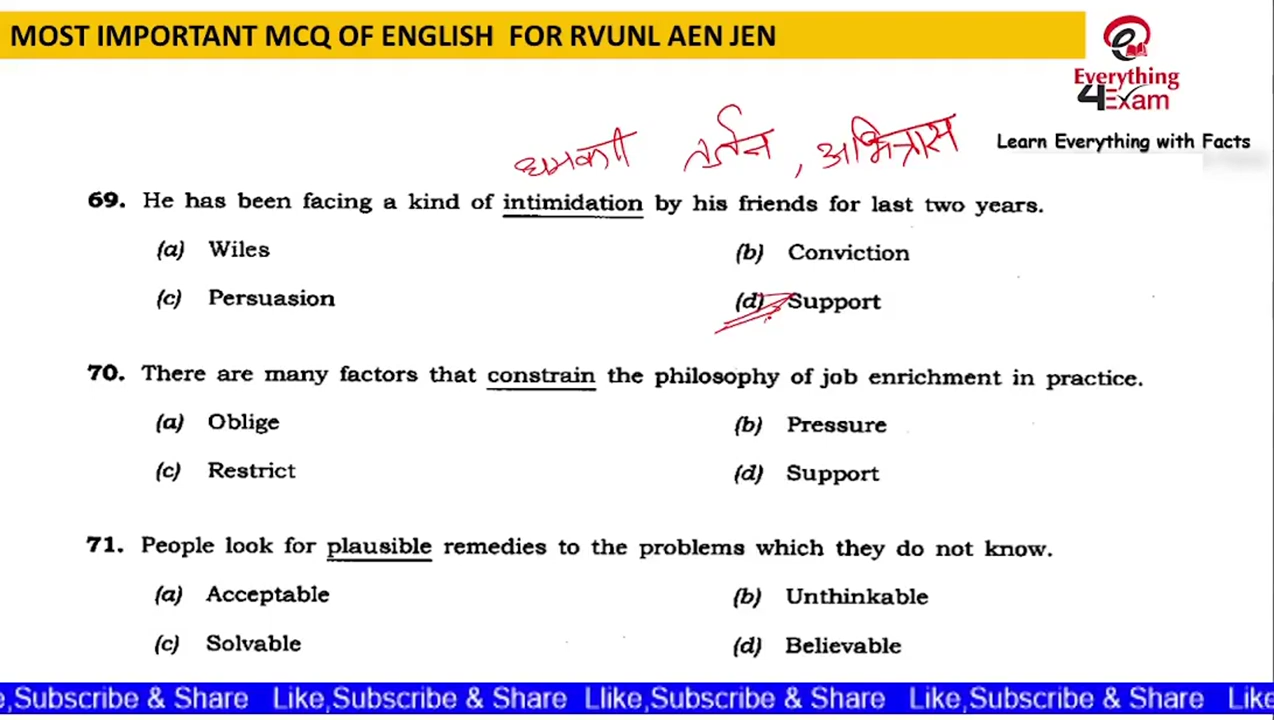 MOST IMPORTANT MCQ OF ENGLISH FOR RVUNL AEN JEN
Everything
4Exam
Learn Everything with Facts
धमकी तर्जन, अभित्रास
69. He has been facing a kind of intimidation by his friends for last two years.
(a) Wiles (b) Conviction
(c) Persuasion (d) Support
70. There are many factors that constrain the philosophy of job enrichment in practice.
(a) Oblige (b) Pressure
(c) Restrict (d) Support
71. People look for plausible remedies to the problems which they do not know.
(a) Acceptable (b) Unthinkable
(c) Solvable (d) Believable
e,Subscribe & Share Like,Subscribe & Share Llike,Subscribe & Share Like,Subscribe & Share Like